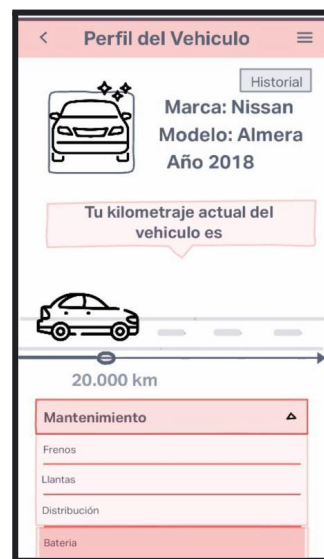 Perfil del Vehiculo
Historial
Marca: Nissan
Modelo: Almera
Año 2018
Tu kilometraje actual del
vehiculo es
20.000 km
Mantenimiento
Frenos
Llantas
Distribución
Bateria